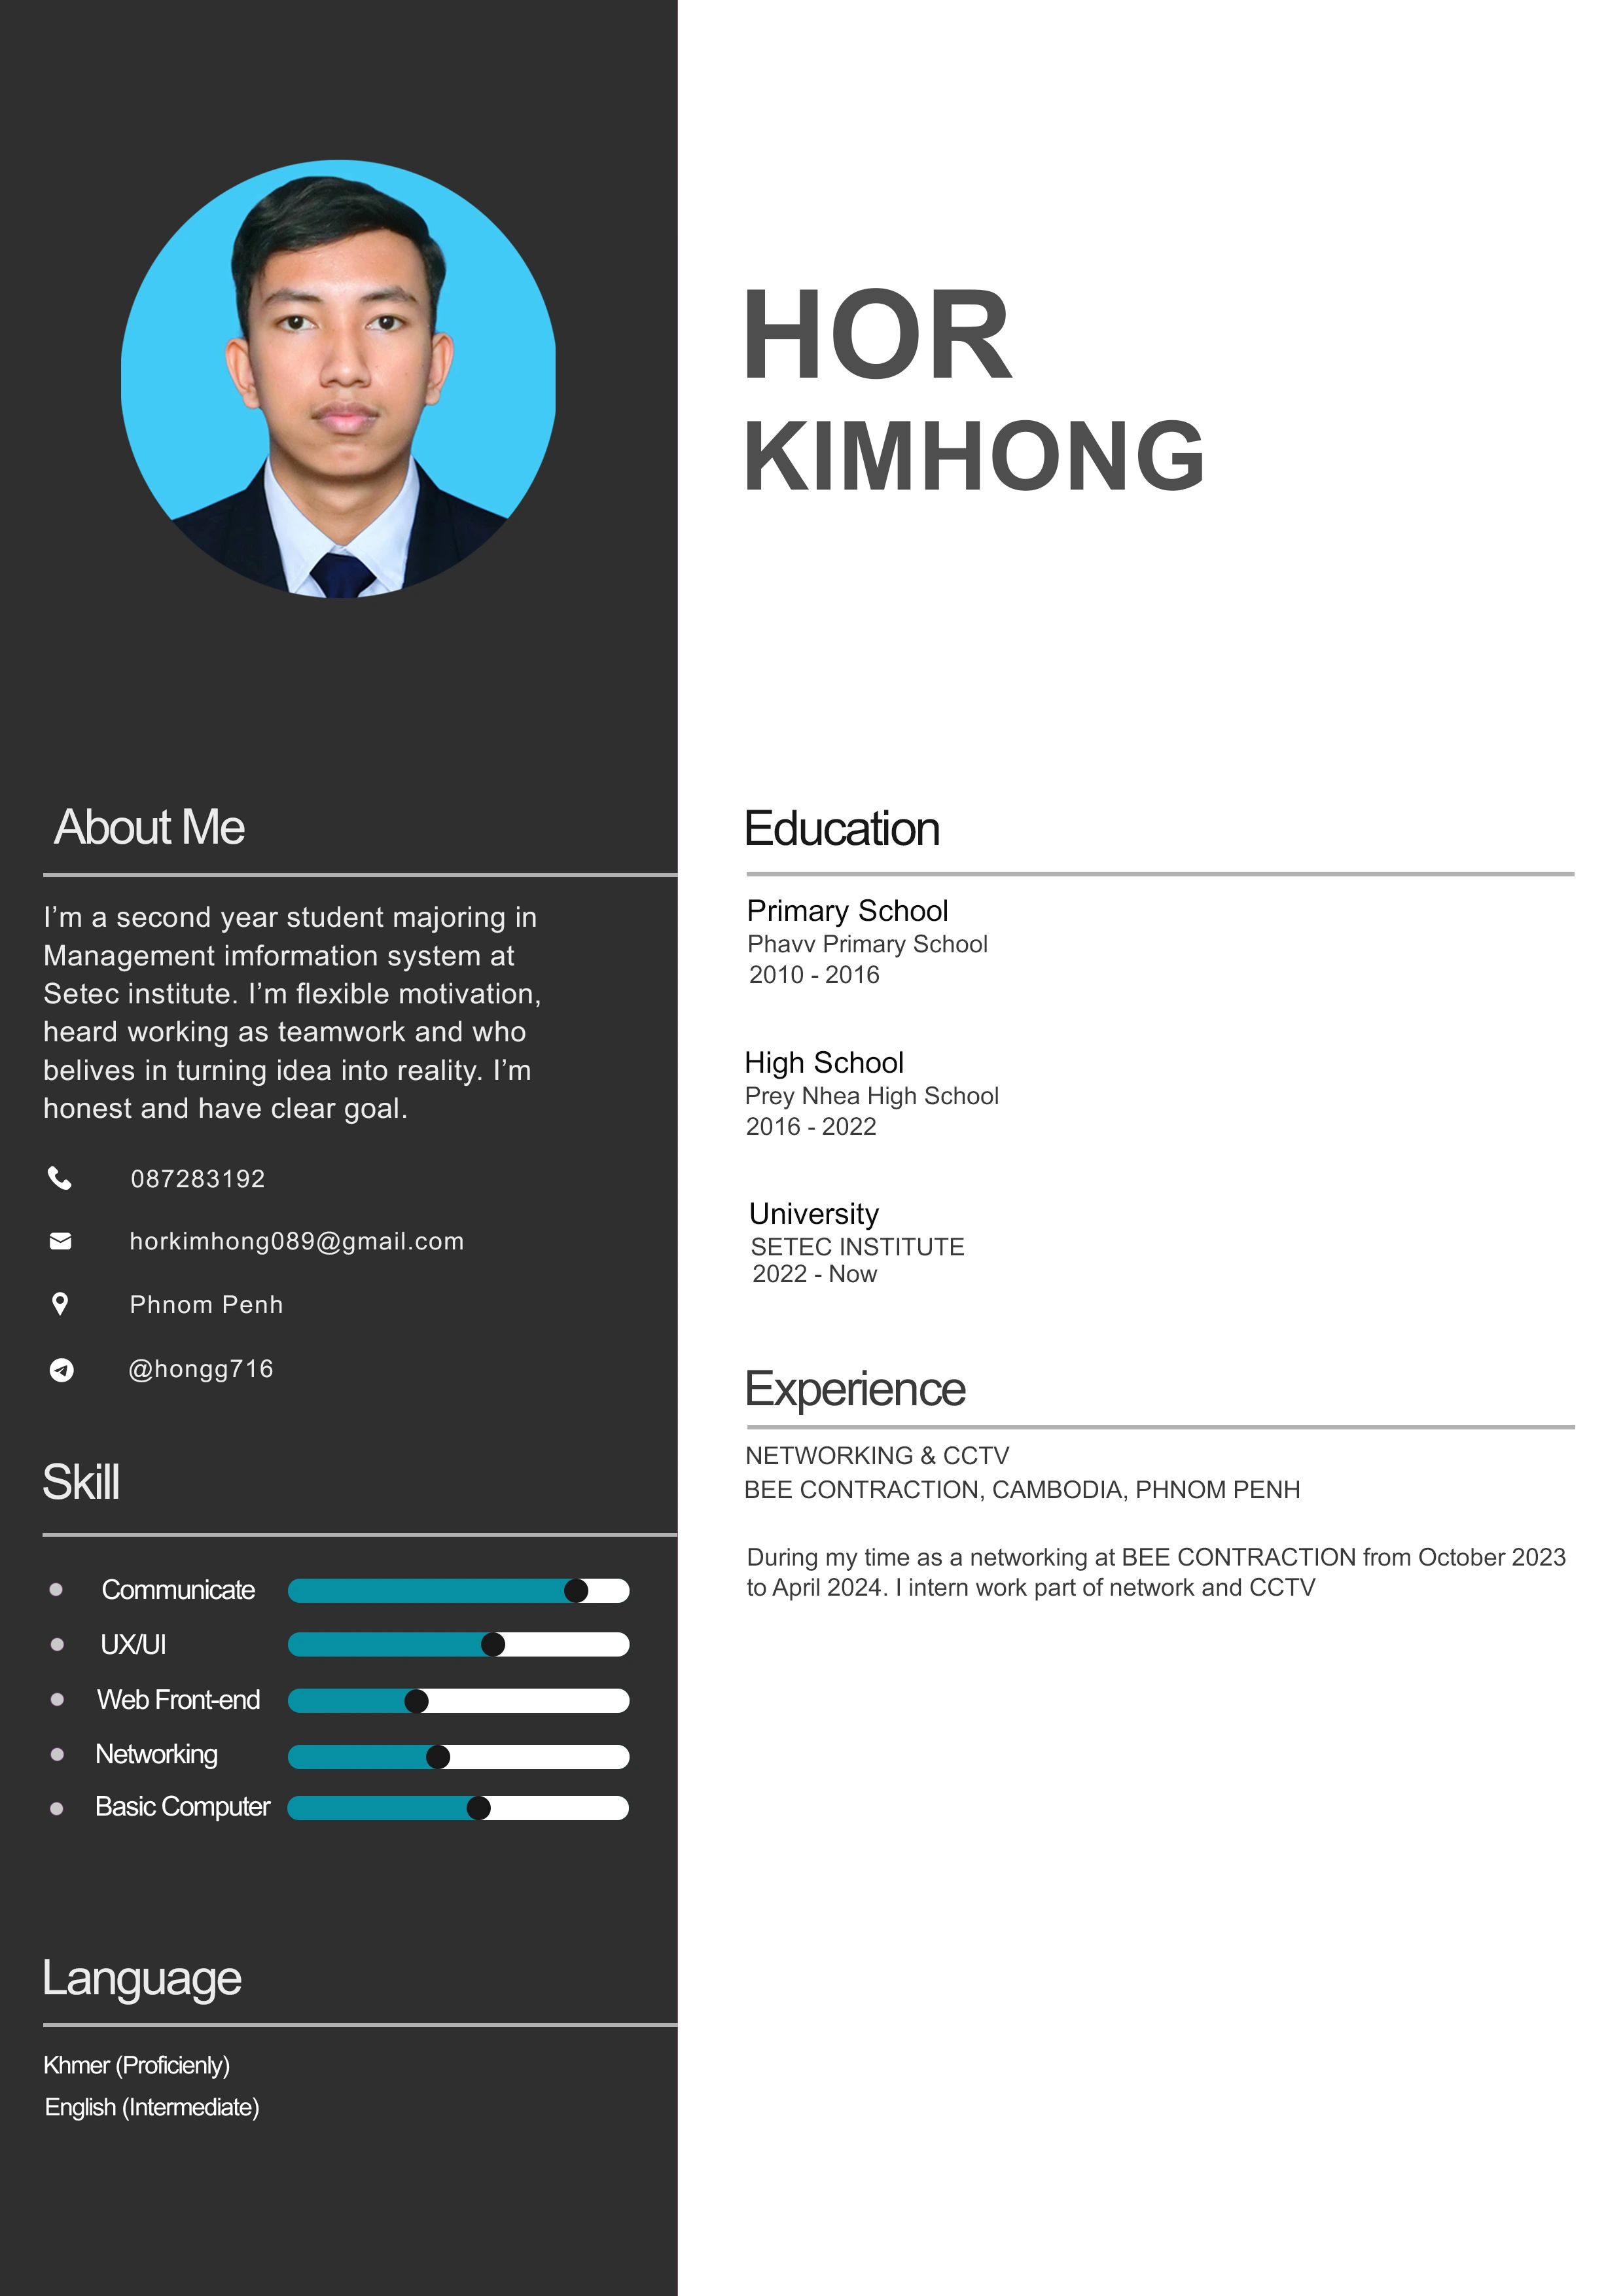 HOR
KIMHONG
About Me
I'm a second year student majoring in
Management imformation system at
Setec institute. I'm flexible motivation,
heard working as teamwork and who
belives in turning idea into reality. I'm
honest and have clear goal.
087283192
horkimhong089@gmail.com
Phnom Penh
@hongg716
Skill
Communicate
UX/UI
Web Front-end
Networking
Basic Computer
Language
Khmer (Proficienly)
English (Intermediate)
Education
Primary School
Phavv Primary School
2010 - 2016
High School
Prey Nhea High School
2016 - 2022
University
SETEC INSTITUTE
2022 - Now
Experience
NETWORKING & CCTV
BEE CONTRACTION, CAMBODIA, PHNOM PENH
During my time as a networking at BEE CONTRACTION from October 2023
to April 2024. I intern work part of network and CCTV